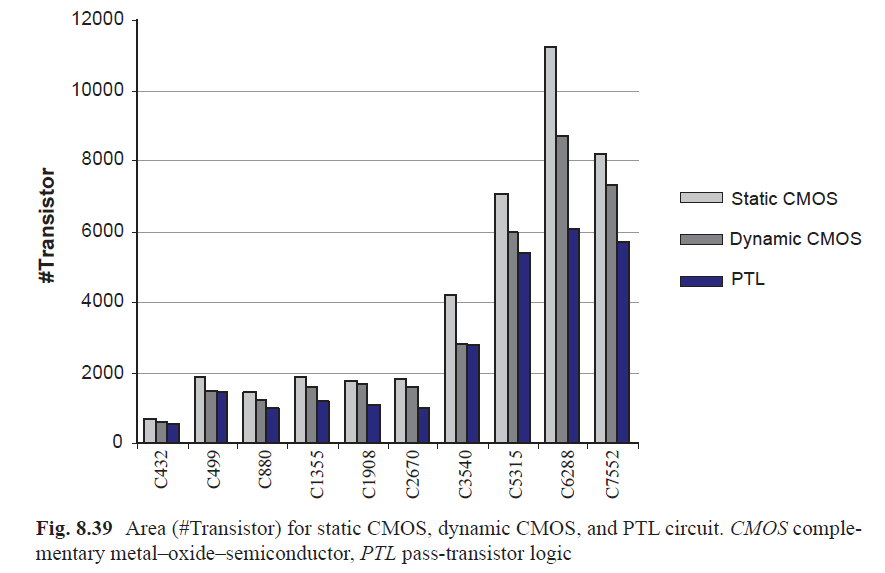 12000
10000
8000
6000
4000
2000
0
#Transistor
C432
C499
C880
C1355
C1908
C2670
C3540
C5315
C6288
C7552
Static CMOS
Dynamic CMOS
PTL
Fig. 8.39 Area (#Transistor) for static CMOS, dynamic CMOS, and PTL circuit. CMOS comple-
mentary metal–oxide–semiconductor, PTL pass-transistor logic